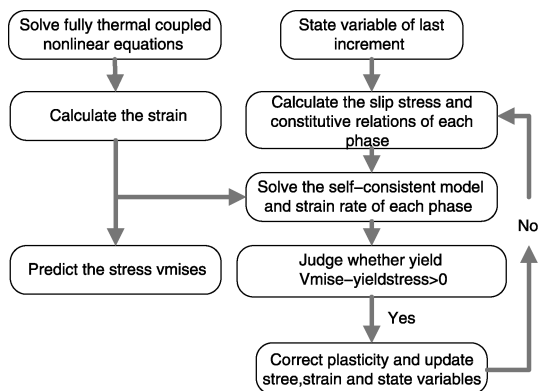 Solve fully thermal coupled
nonlinear equations
State variable of last
increment
Calculate the strain
Calculate the slip stress and
constitutive relations of each
phase
Solve the self-consistent model
and strain rate of each phase
No
Predict the stress vmises
Judge whether yield
Vmise-yieldstress>0
Yes
Correct plasticity and update
stree,strain and state variables